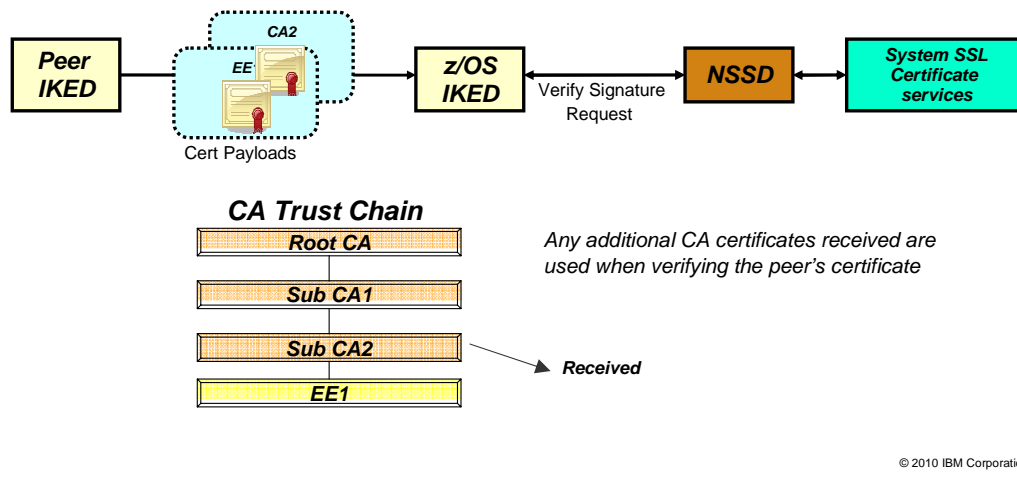 CA2
EE1
Peer
IKED
z/OS
IKED
Verify Signature
Request
NSSD
System SSL
Certificate
services
Cert Payloads
CA Trust Chain
Root CA
Sub CA1
Sub CA2
EE1
Any additional CA certificates received are
used when verifying the peer's certificate
Received
© 2010 IBM